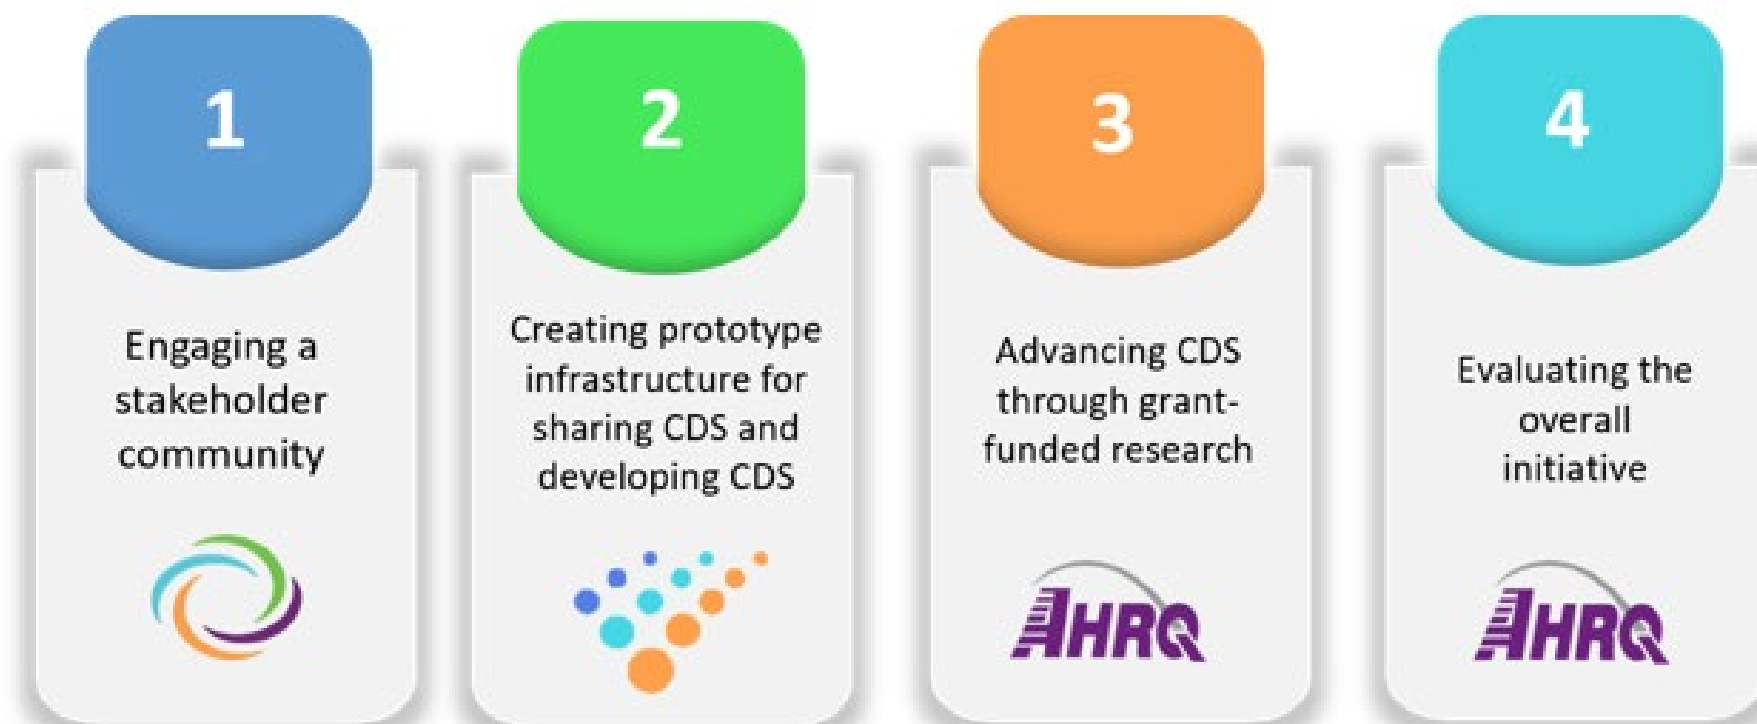 1
Engaging a
stakeholder
community
2
Creating prototype
infrastructure for
sharing CDS and
developing CDS
3
Advancing CDS
through grant-
funded research
AHRQ
4
Evaluating the
overall
initiative
AHRQ